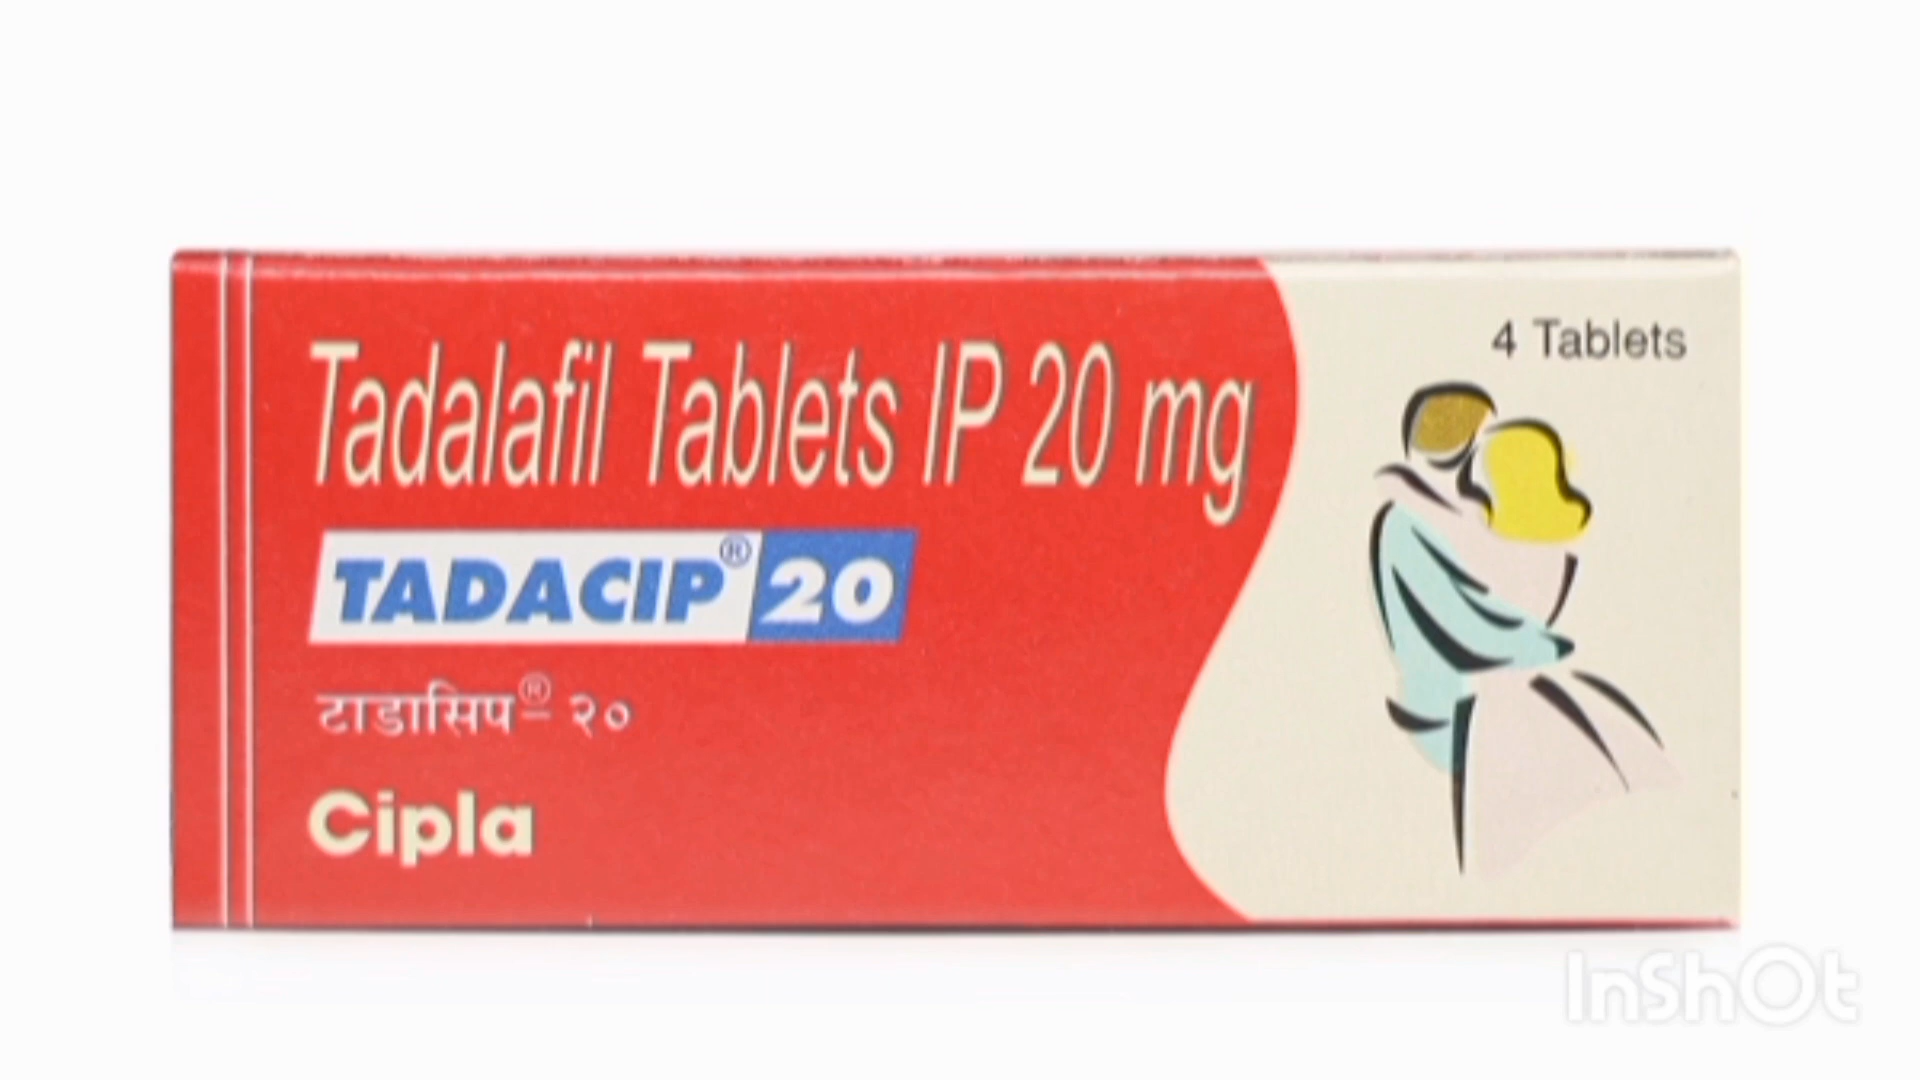 4 Tablets
Tadalafil Tablets IP 20 mg
TADACIP® 20
टाडासिप® २०
Cipla
InShOt